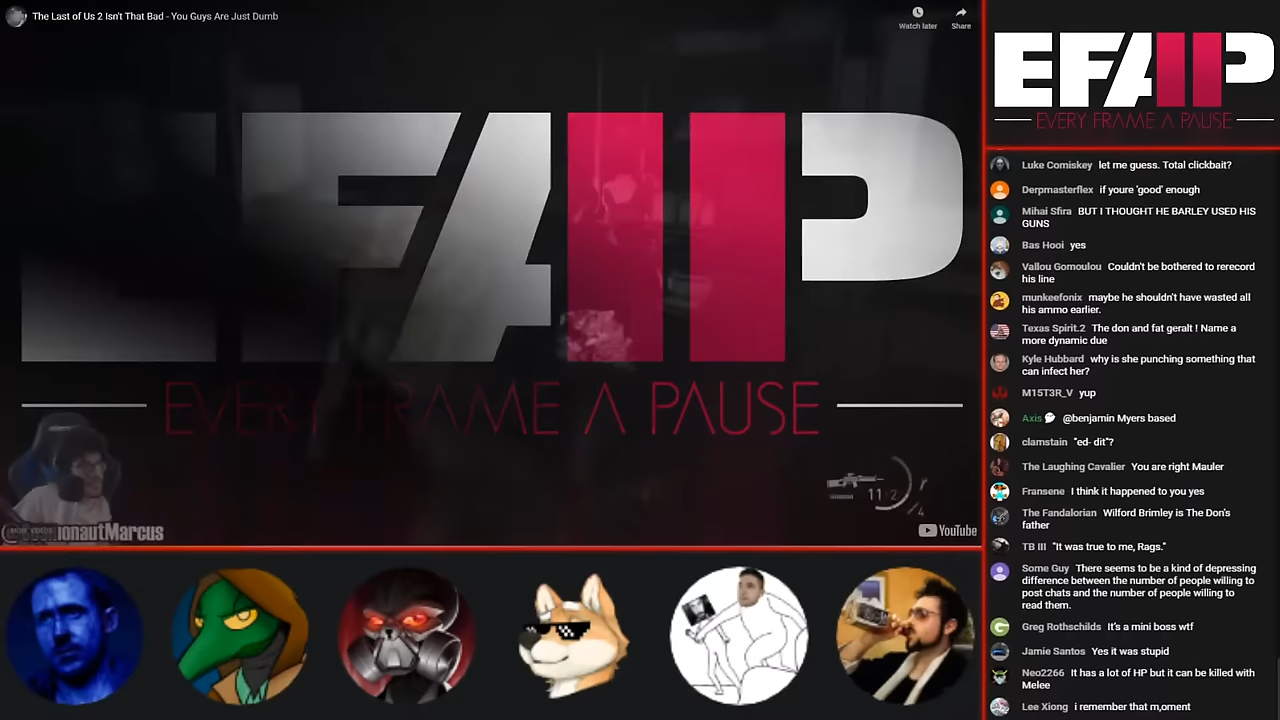 The Last of Us 2 Isn't That Bad - You Guys Are Just Dumb
Watch later
Share
EFAP
EVERY FRAME A PAUSE
11
2
4
ionautMarcus
YouTube
EFAP
EVERY FRAME A PAUSE
Luke Comiskey let me guess. Total clickbait?
Derpmasterflex if youre 'good' enough
Mihai Sfira BUT I THOUGHT HE BARLEY USED HIS
GUNS
Bas Hooi yes
Vallou Gomoulou Couldn't be bothered to rerecord
his line
munkeefonix maybe he shouldn't have wasted all
his ammo earlier.
Texas Spirit.2 The don and fat geralt ! Name a
more dynamic due
Kyle Hubbard why is she punching something that
can infect her?
M15T3R_V yup
Axis @benjamin Myers based
clamstain "ed- dit"?
The Laughing Cavalier You are right Mauler
Fransene I think it happened to you yes
The Fandalorian Wilford Brimley is The Don's
father
TB III "It was true to me, Rags."
Some Guy There seems to be a kind of depressing
difference between the number of people willing to
post chats and the number of people willing to
read them.
Greg Rothschilds It's a mini boss wtf
Jamie Santos Yes it was stupid
Neo2266 It has a lot of HP but it can be killed with
Melee
Lee Xiong i remember that m,oment